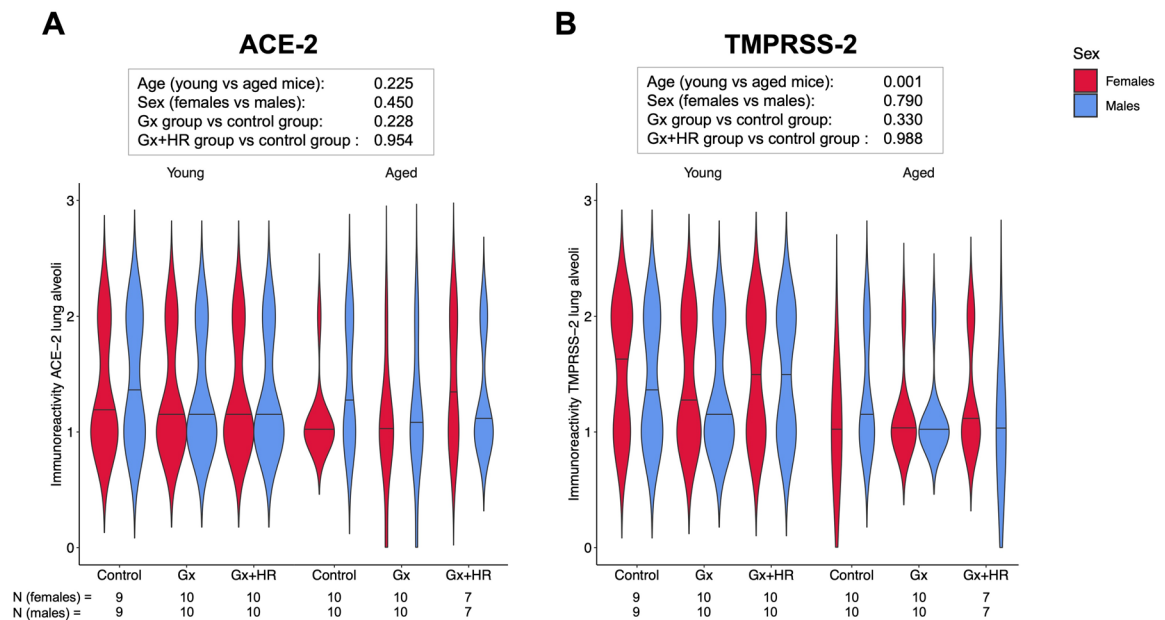 A
ACE-2
Age (young vs aged mice): 0.225
Sex (females vs males): 0.450
Gx group vs control group: 0.228
Gx+HR group vs control group : 0.954
Young Aged
Immunoreactivity ACE−2 lung alveoli
3
2
1
0
Control Gx Gx+HR Control Gx Gx+HR
N (females) = 9 10 10 10 10 7
N (males) = 9 10 10 10 10 7
B
TMPRSS-2
Age (young vs aged mice): 0.001
Sex (females vs males): 0.790
Gx group vs control group: 0.330
Gx+HR group vs control group : 0.988
Young Aged
Immunoreactivity TMPRSS−2 lung alveoli
3
2
1
0
Control Gx Gx+HR Control Gx Gx+HR
9 10 10 10 10 7
9 10 10 10 10 7
Sex
Females
Males